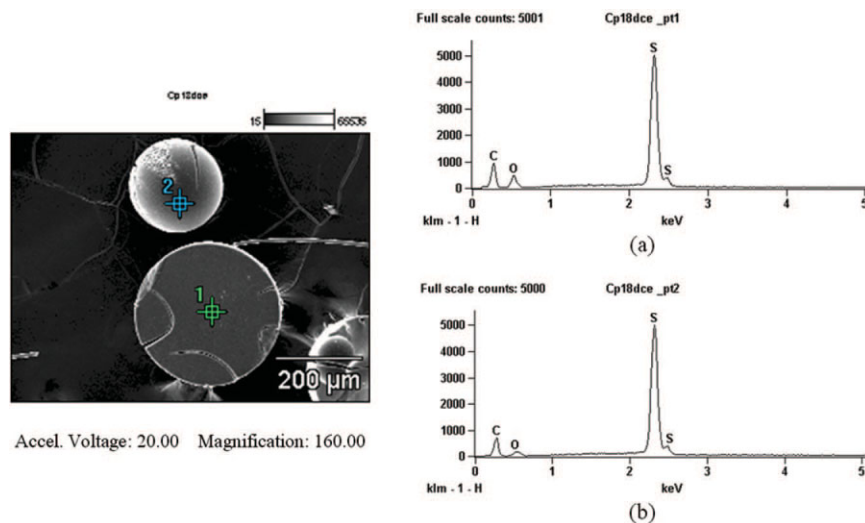 Cp18dce
15 65535
2
1
200 µm
Accel. Voltage: 20.00 Magnification: 160.00
Full scale counts: 5001 Cp18dce _pt1
S
5000
4000
3000
2000
1000
0
C
O
S
0 1 2 3 4 5
klm - 1 - H keV
(a)
Full scale counts: 5000 Cp18dce _pt2
S
5000
4000
3000
2000
1000
0
C
O
S
0 1 2 3 4 5
klm - 1 - H keV
(b)